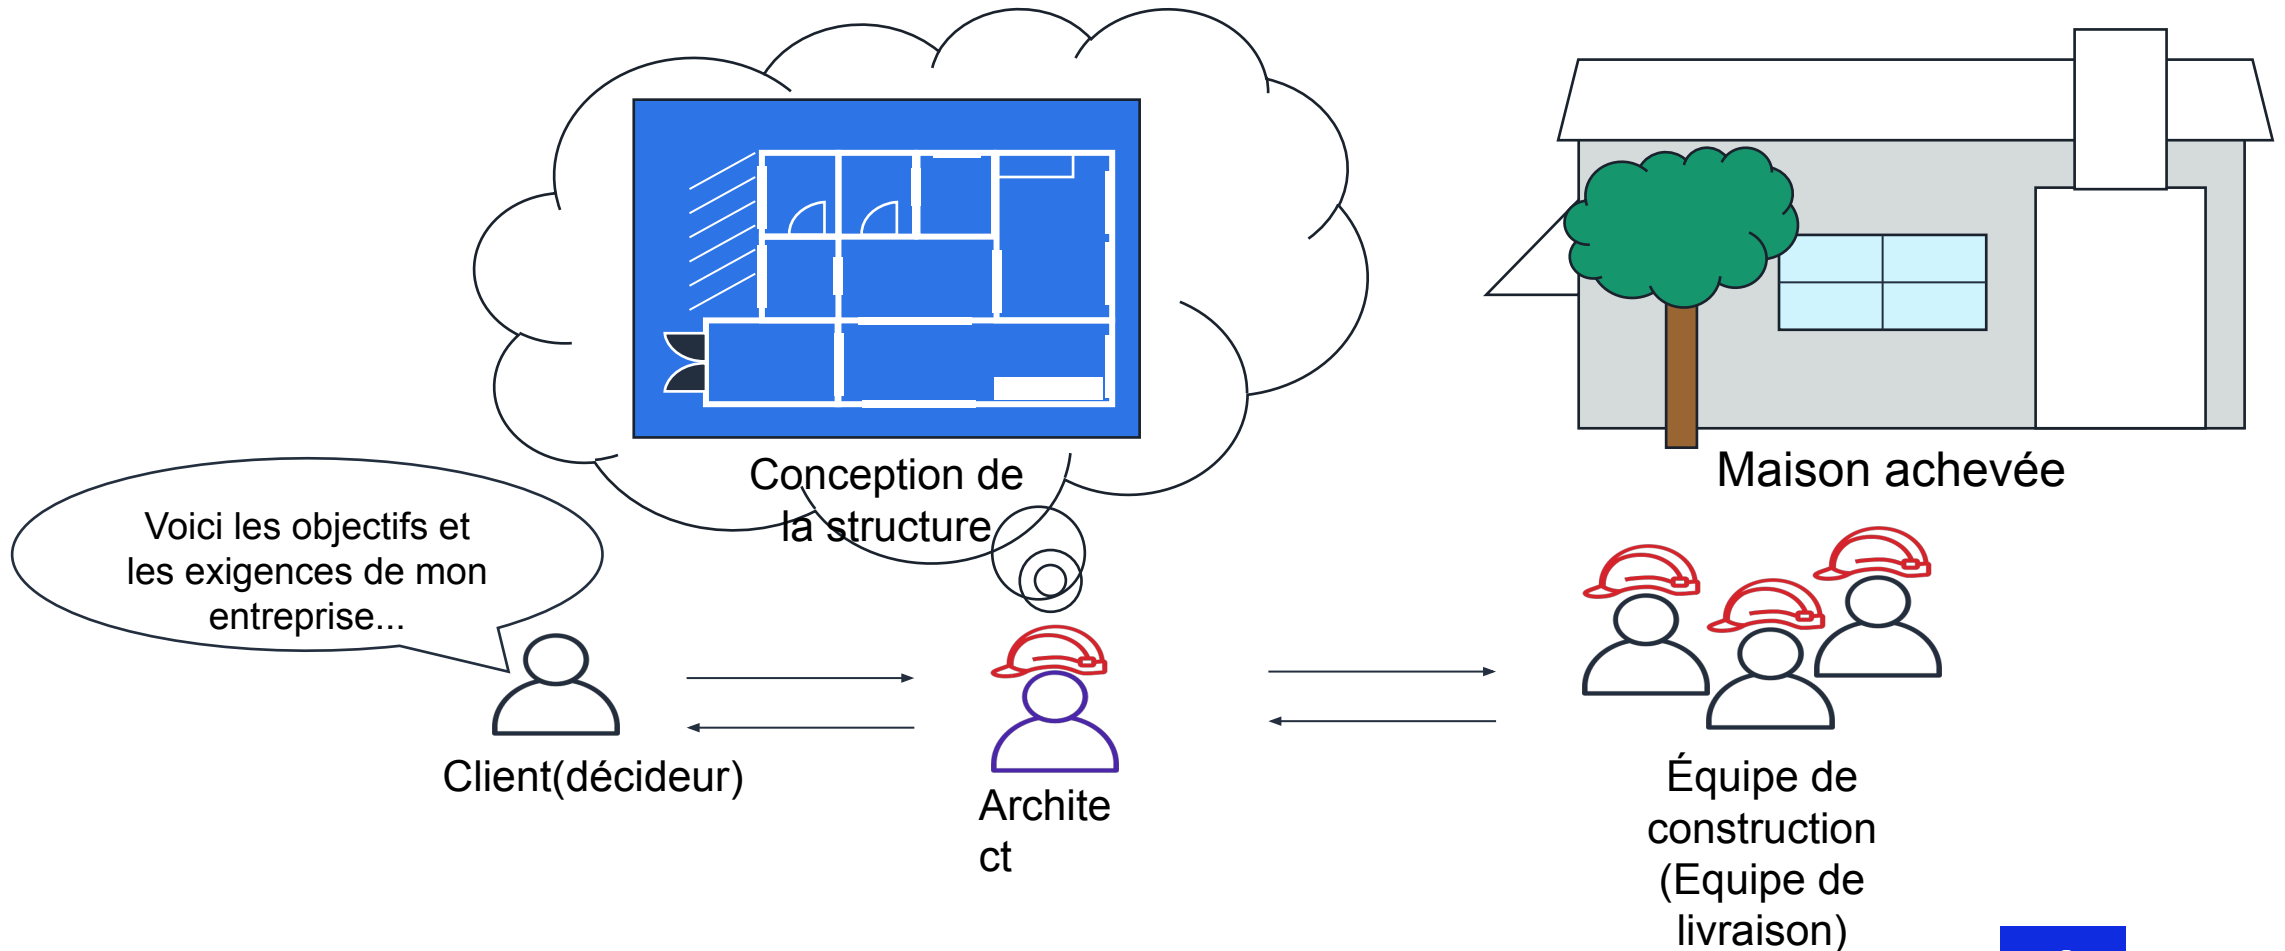 Conception de
la structure
Maison achevée
Voici les objectifs et
les exigences de mon
entreprise...
Client(décideur)
Archite
ct
Équipe de
construction
(Equipe de
livraison)